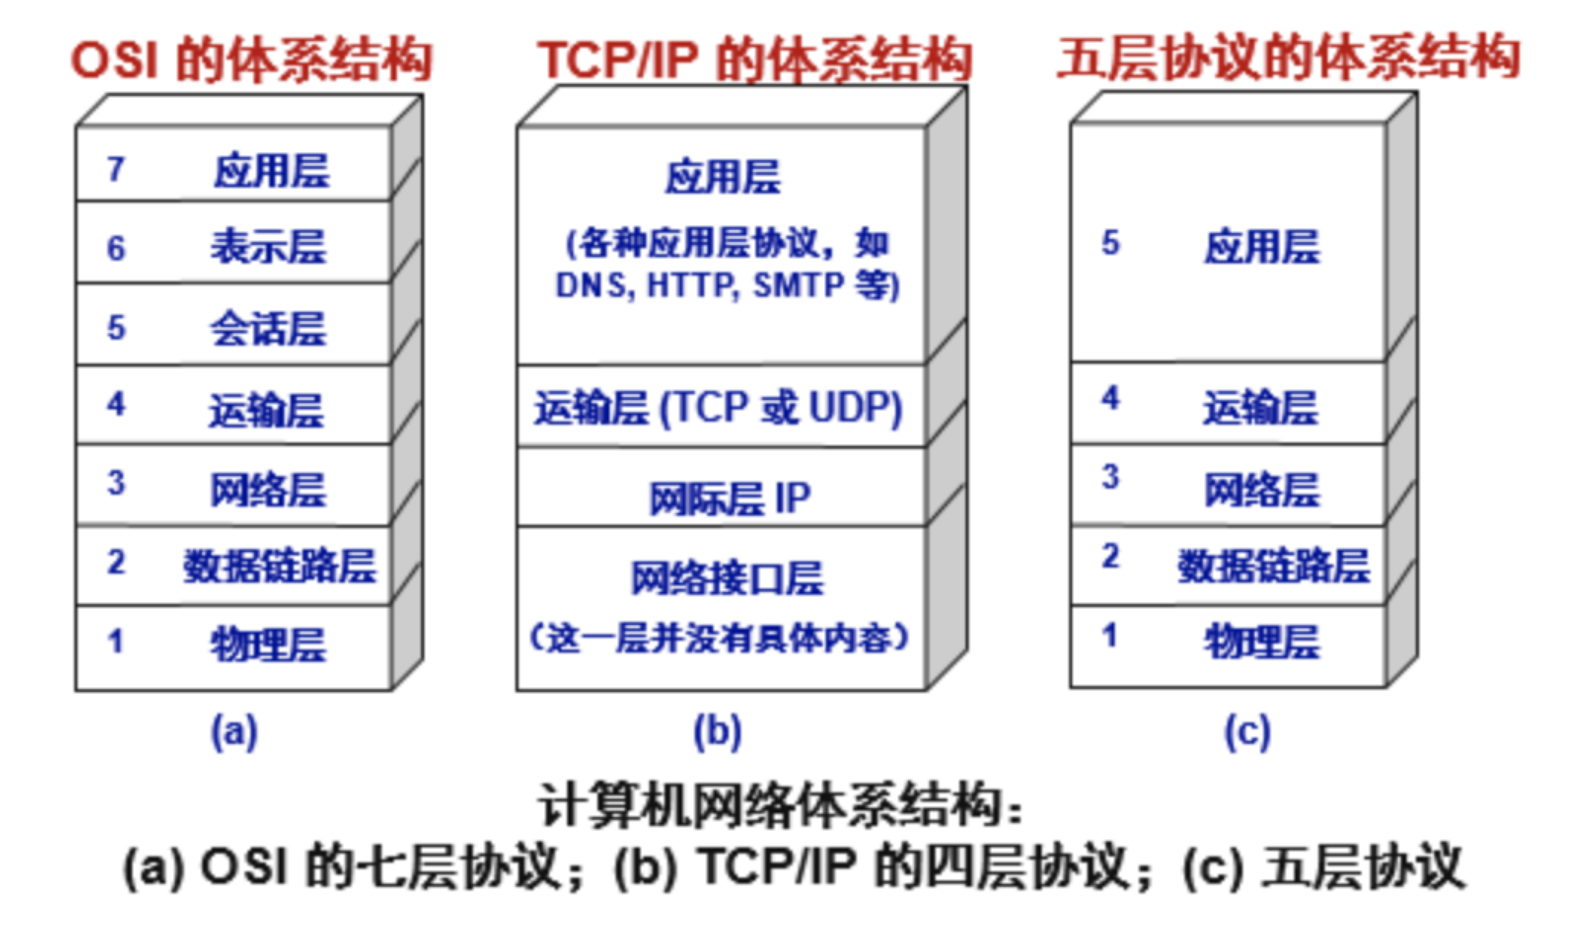 OSI 的体系结构
7 应用层
6 表示层
5 会话层
4 运输层
3 网络层
2 数据链路层
1 物理层
(a)
TCP/IP 的体系结构
应用层
(各种应用层协议，如
DNS, HTTP, SMTP 等)
运输层 (TCP 或 UDP)
网际层 IP
网络接口层
（这一层并没有具体内容）
(b)
五层协议的体系结构
5 应用层
4 运输层
3 网络层
2 数据链路层
1 物理层
(c)
计算机网络体系结构：
(a) OSI 的七层协议；(b) TCP/IP 的四层协议；(c) 五层协议